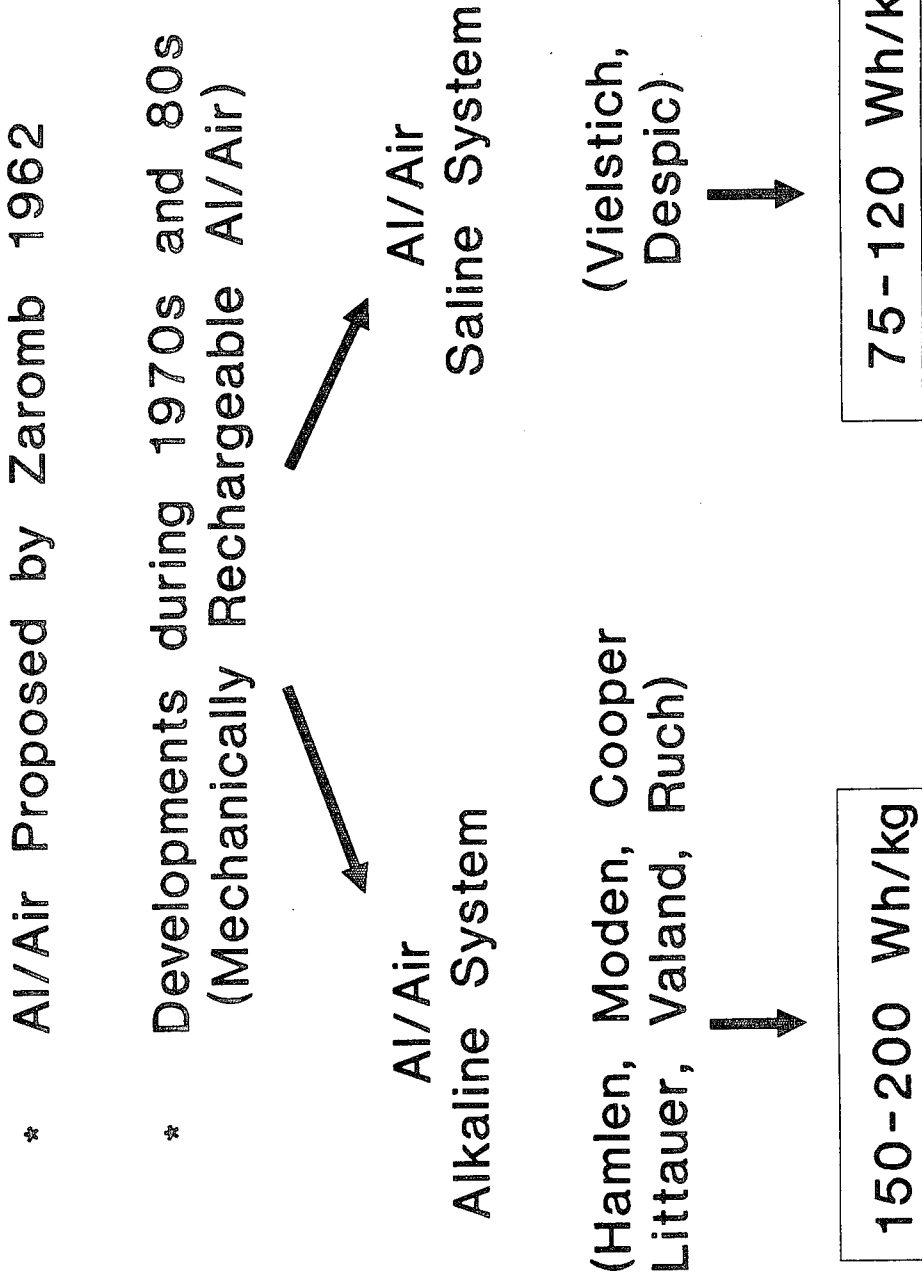 * Al/Air Proposed by Zaromb 1962
* Developments during 1970s and 80s
(Mechanically Rechargeable Al/Air)
Al/Air
Alkaline System
(Hamlen, Moden, Cooper
Littauer, Valand, Ruch)
150-200 Wh/kg
Al/Air
Saline System
(Vielstich,
Despic)
75-120 Wh/k